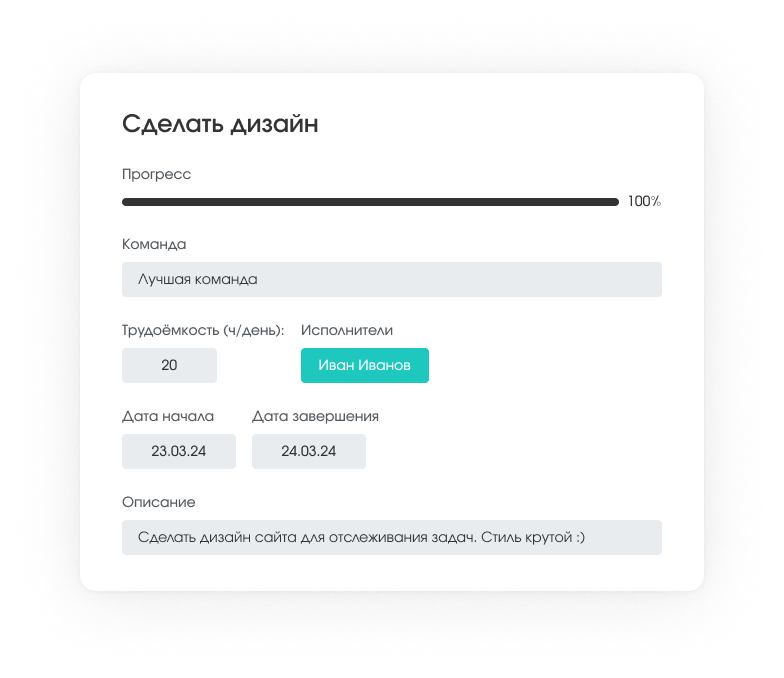 Сделать дизайн
Прогресс
100%
Команда
Лучшая команда
Трудоёмкость (ч/день): Исполнители
20 Иван Иванов
Дата начала Дата завершения
23.03.24 24.03.24
Описание
Сделать дизайн сайта для отслеживания задач. Стиль крутой :)